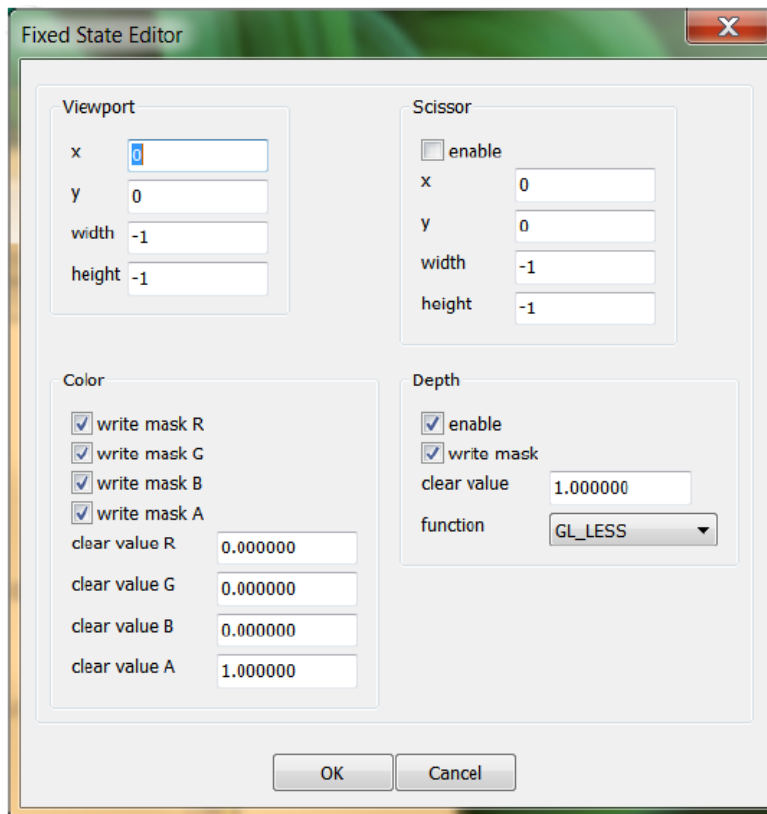 Fixed State Editor
Viewport
x 0
y 0
width -1
height -1
Scissor
enable
x 0
y 0
width -1
height -1
Color
write mask R
write mask G
write mask B
write mask A
clear value R 0.000000
clear value G 0.000000
clear value B 0.000000
clear value A 1.000000
Depth
enable
write mask
clear value 1.000000
function GL_LESS
OK Cancel